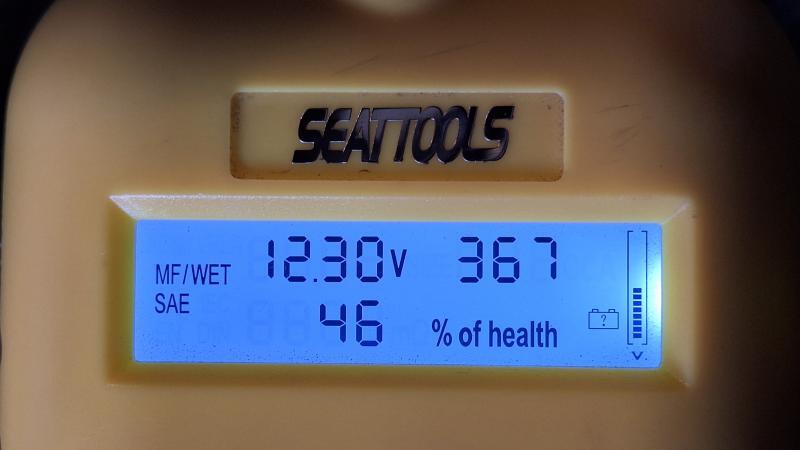 SEATTOOLS
MF/WET 12.30V 367
SAE 46 % of health
?
V